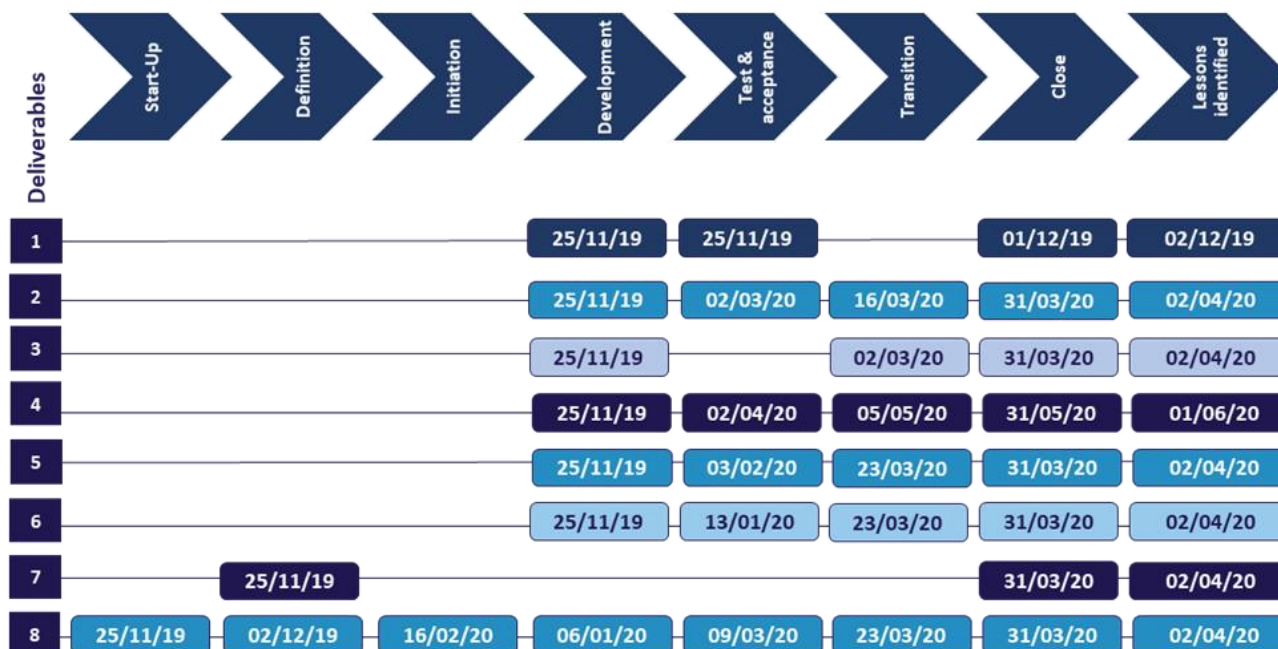 Deliverables
Start-Up
Definition
Initiation
Development
Test &
acceptance
Transition
Close
Lessons
identified
1 25/11/19 25/11/19 01/12/19 02/12/19
2 25/11/19 02/03/20 16/03/20 31/03/20 02/04/20
3 25/11/19 02/03/20 31/03/20 02/04/20
4 25/11/19 02/04/20 05/05/20 31/05/20 01/06/20
5 25/11/19 03/02/20 23/03/20 31/03/20 02/04/20
6 25/11/19 13/01/20 23/03/20 31/03/20 02/04/20
7 25/11/19 31/03/20 02/04/20
8 25/11/19 02/12/19 16/02/20 06/01/20 09/03/20 23/03/20 31/03/20 02/04/20